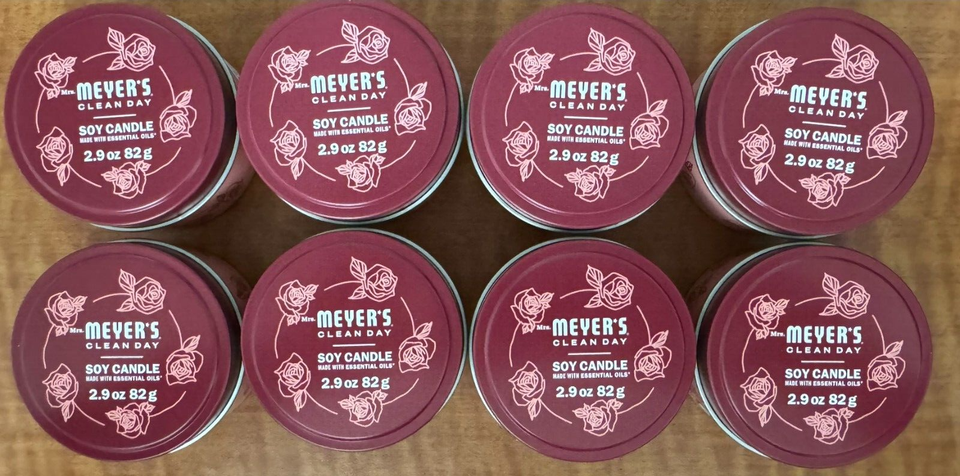 Mrs. MEYER'S
CLEAN DAY
SOY CANDLE
MADE WITH ESSENTIAL OILS*
2.9 oz 82 g
Mrs. MEYER'S
CLEAN DAY
SOY CANDLE
MADE WITH ESSENTIAL OILS*
2.9 oz 82 g
Mrs. MEYER'S
CLEAN DAY
SOY CANDLE
MADE WITH ESSENTIAL OILS*
2.9 oz 82 g
Mrs. MEYER'S
CLEAN DAY
SOY CANDLE
MADE WITH ESSENTIAL OILS*
2.9 oz 82 g
Mrs. MEYER'S
CLEAN DAY
SOY CANDLE
MADE WITH ESSENTIAL OILS*
2.9 oz 82 g
Mrs. MEYER'S
CLEAN DAY
SOY CANDLE
MADE WITH ESSENTIAL OILS*
2.9 oz 82 g
Mrs. MEYER'S
CLEAN DAY
SOY CANDLE
MADE WITH ESSENTIAL OILS*
2.9 oz 82 g
Mrs. MEYER'S
CLEAN DAY
SOY CANDLE
MADE WITH ESSENTIAL OILS*
2.9 oz 82 g